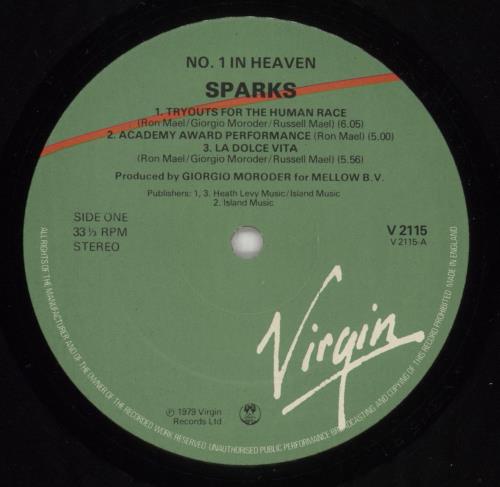 NO. 1 IN HEAVEN
SPARKS
1. TRYOUTS FOR THE HUMAN RACE
(Ron Mael/Giorgio Moroder/Russell Mael) (6.05)
2. ACADEMY AWARD PERFORMANCE (Ron Mael) (5.00)
3. LA DOLCE VITA
(Ron Mael/Giorgio Moroder/Russell Mael) (5.56)
Produced by GIORGIO MORODER for MELLOW B.V.
Publishers: 1, 3. Heath Levy Music/Island Music
2. Island Music
SIDE ONE
33⅓ RPM
STEREO
V 2115
V 2115-A
Virgin
℗ 1979 Virgin
Records Ltd
ALL RIGHTS OF THE MANUFACTURER AND OF THE OWNER OF THE RECORDED WORK RESERVED. UNAUTHORISED PUBLIC PERFORMANCE BROADCASTING AND COPYING OF THIS RECORD PROHIBITED. MADE IN ENGLAND